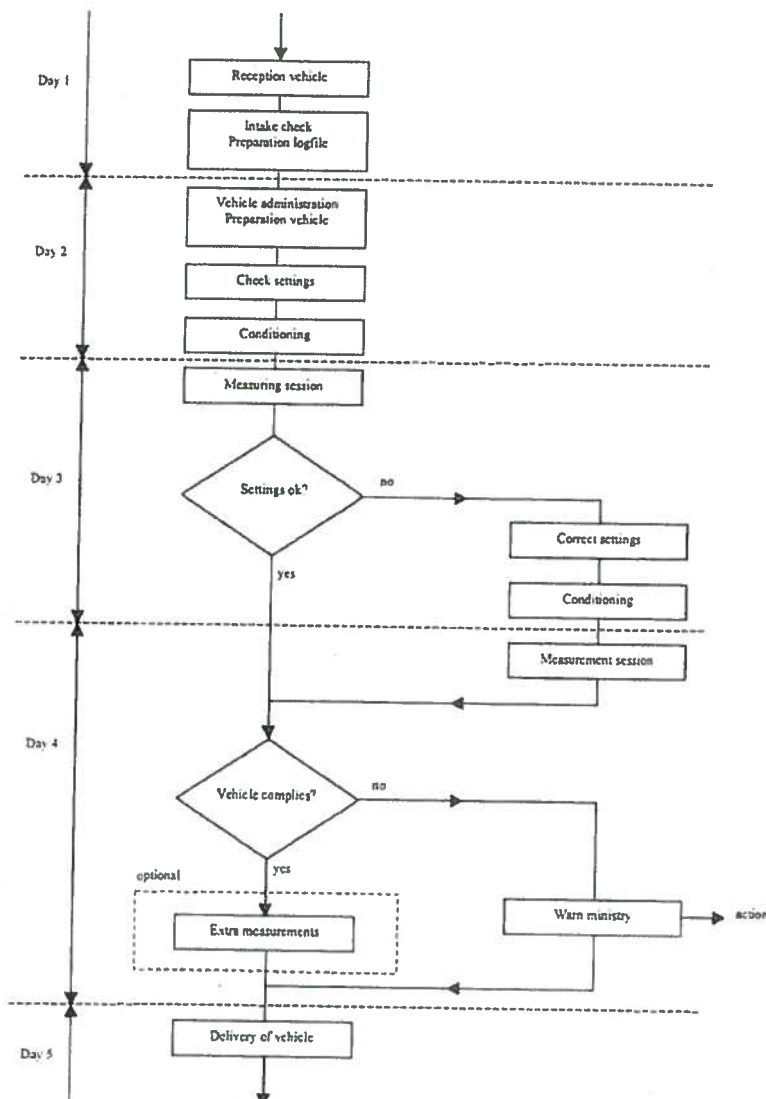 Day 1
Reception vehicle
Intake check
Preparation logfile
Vehicle administration
Preparation vehicle
Day 2
Check settings
Conditioning
Measuring session
Day 3
Settings ok?
no
Correct settings
yes
Conditioning
Measurement session
Day 4
Vehicle complies?
no
yes
optional
Extra measurements
Warn ministry
action
Delivery of vehicle
Day 5